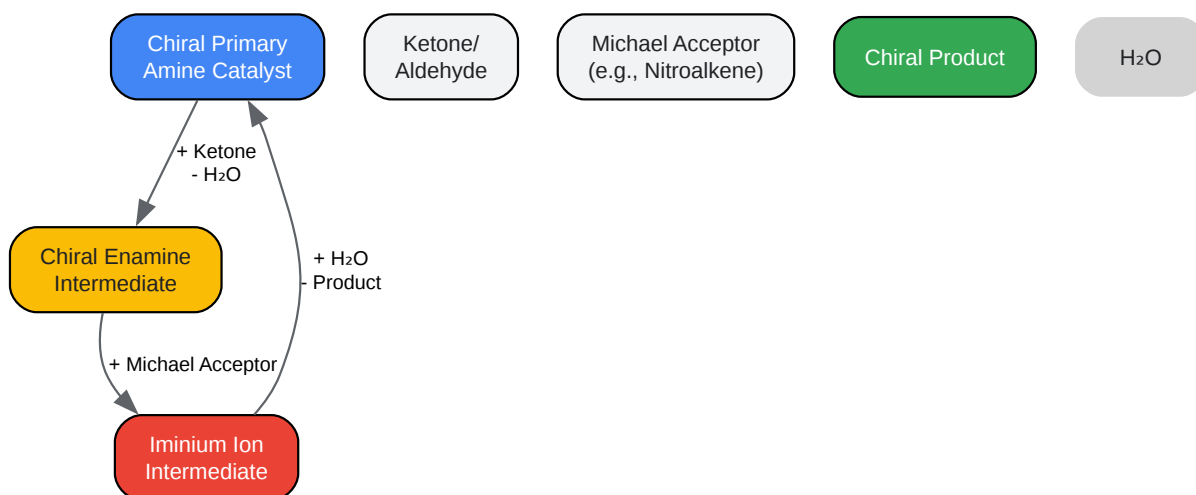 Chiral Primary
Amine Catalyst
Ketone/
Aldehyde
Michael Acceptor
(e.g., Nitroalkene)
Chiral Product
H₂O
+ Ketone
- H₂O
Chiral Enamine
Intermediate
+ H₂O
- Product
+ Michael Acceptor
Iminium Ion
Intermediate